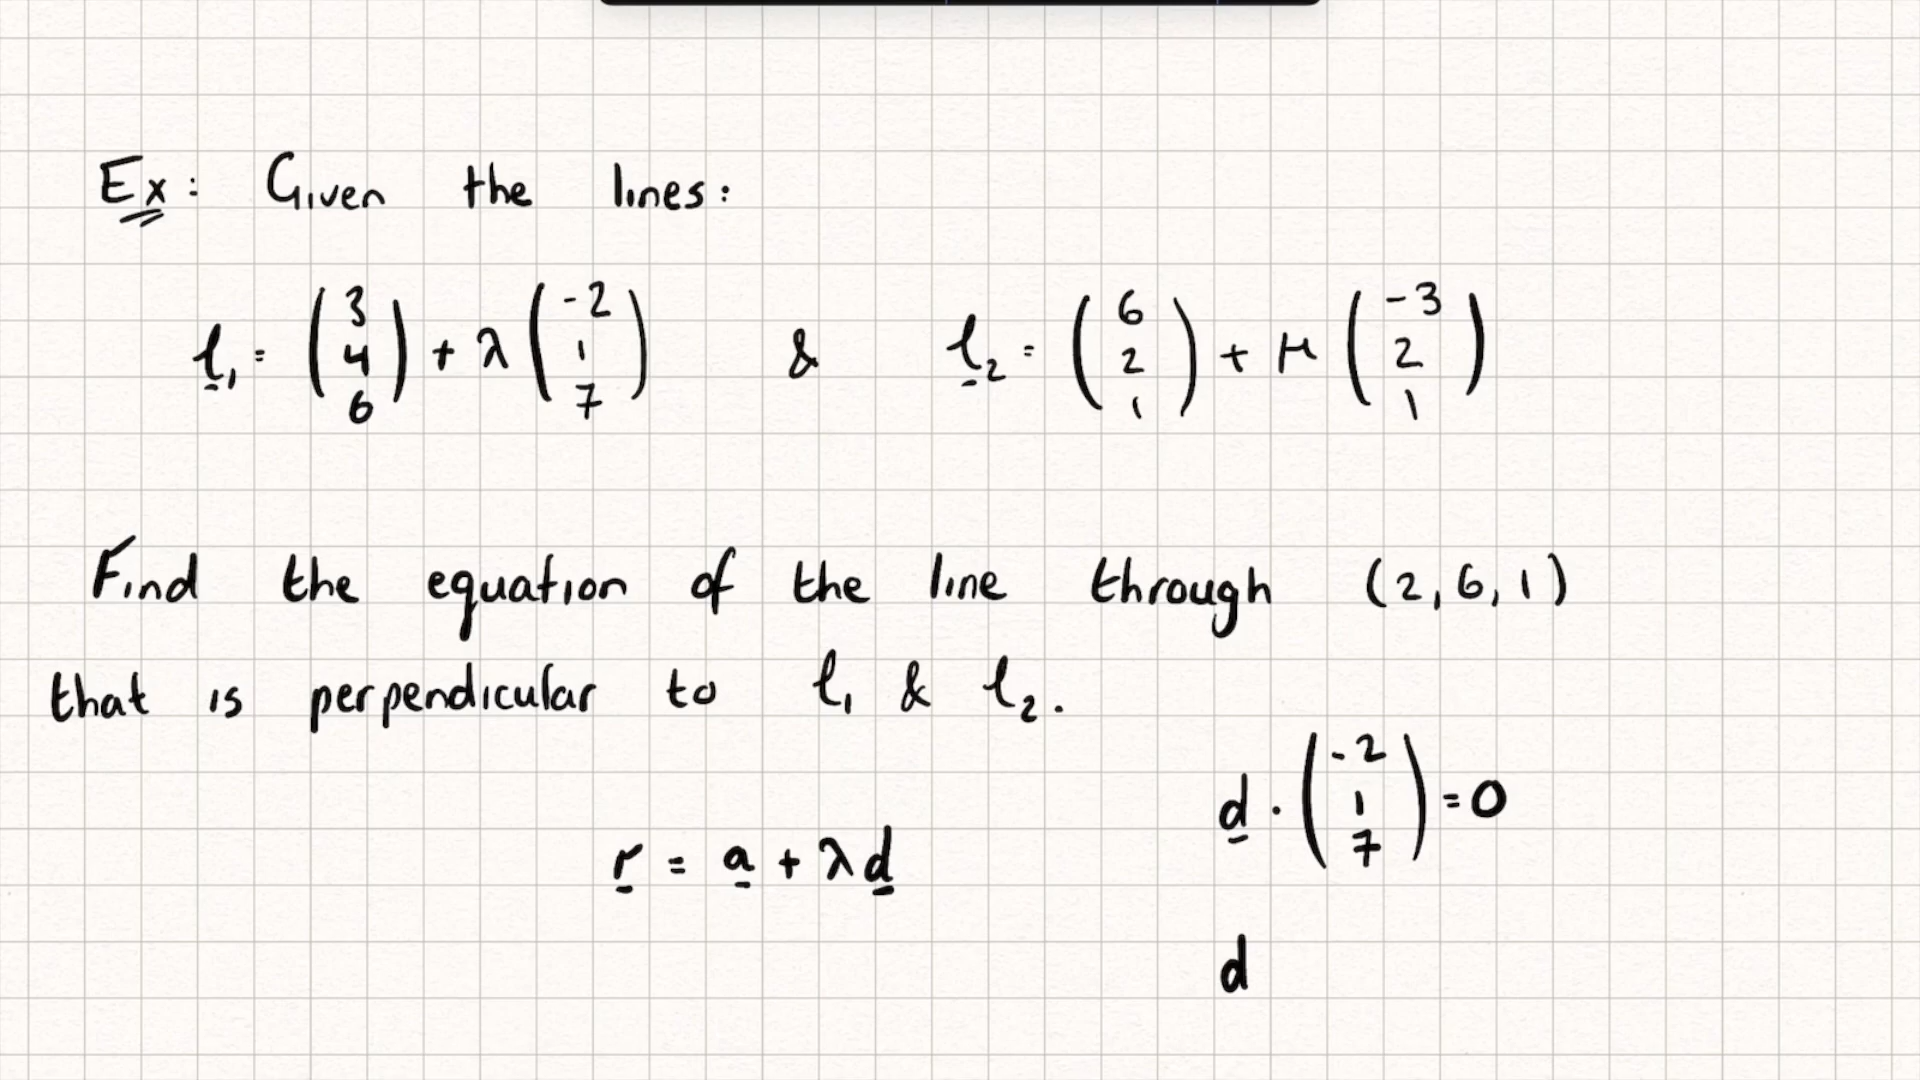 Ex: Given the lines:
l₁ = (3 4 6) + λ (-2 1 7) & l₂ = (6 2 1) + μ (-3 2 1)
Find the equation of the line through (2, 6, 1)
that is perpendicular to l₁ & l₂.
d · (-2 1 7) = 0
r = a + λd
d